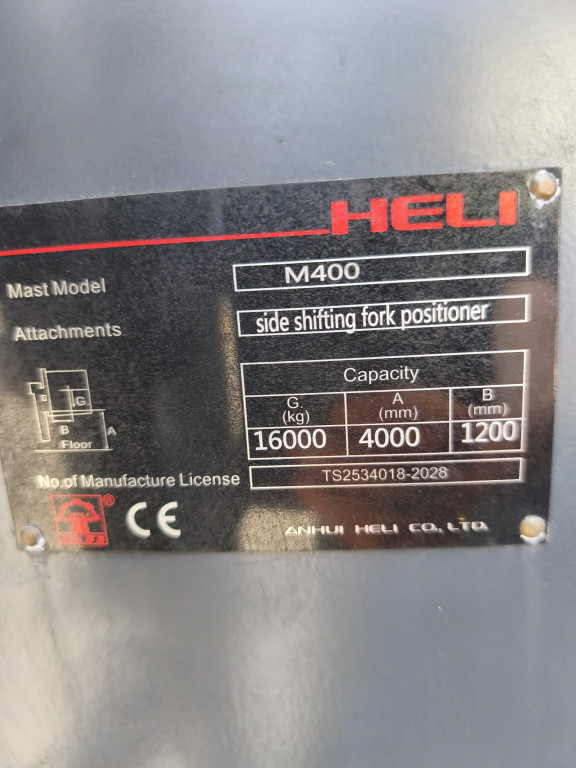 HELI
Mast Model M400
Attachments side shifting fork positioner
Capacity
G A B
(kg) (mm) (mm)
16000 4000 1200
G
B A
Floor
No.of Manufacture License TS2534018-2028
® CE
ANHUI HELI CO., LTD.